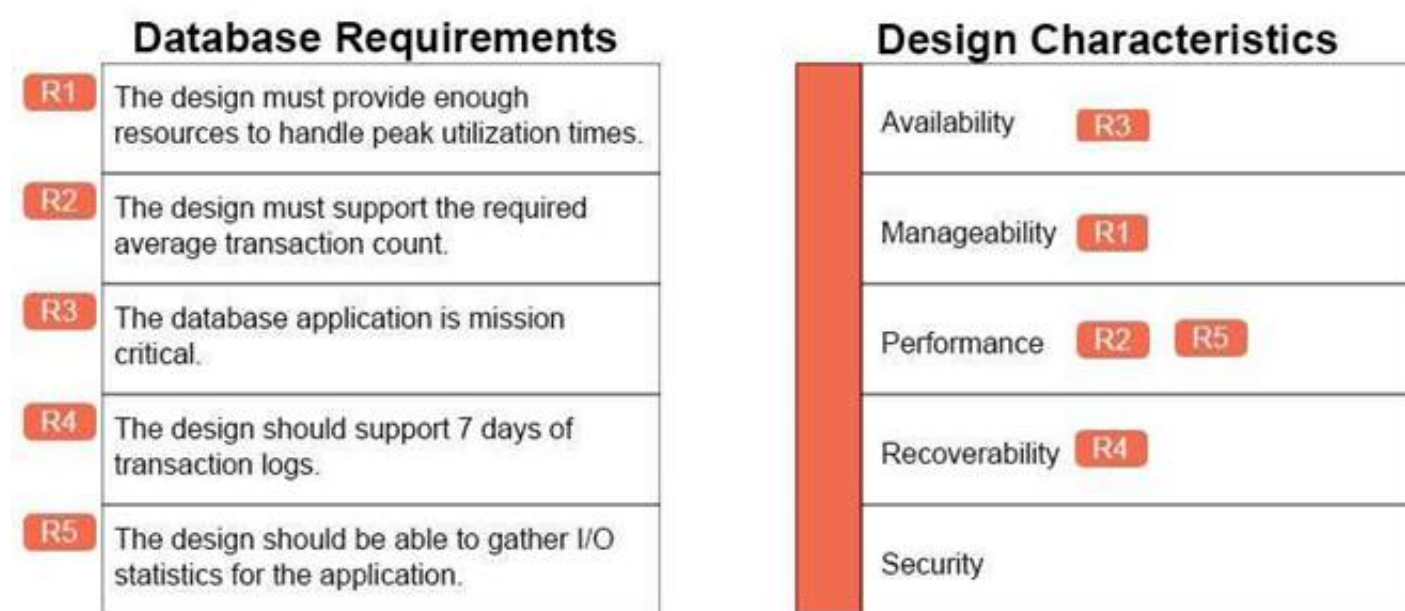 Database Requirements
R1
The design must provide enough
resources to handle peak utilization times.
R2
The design must support the required
average transaction count.
R3
The database application is mission
critical.
R4
The design should support 7 days of
transaction logs.
R5
The design should be able to gather I/O
statistics for the application.
Design Characteristics
Availability R3
Manageability R1
Performance R2 R5
Recoverability R4
Security